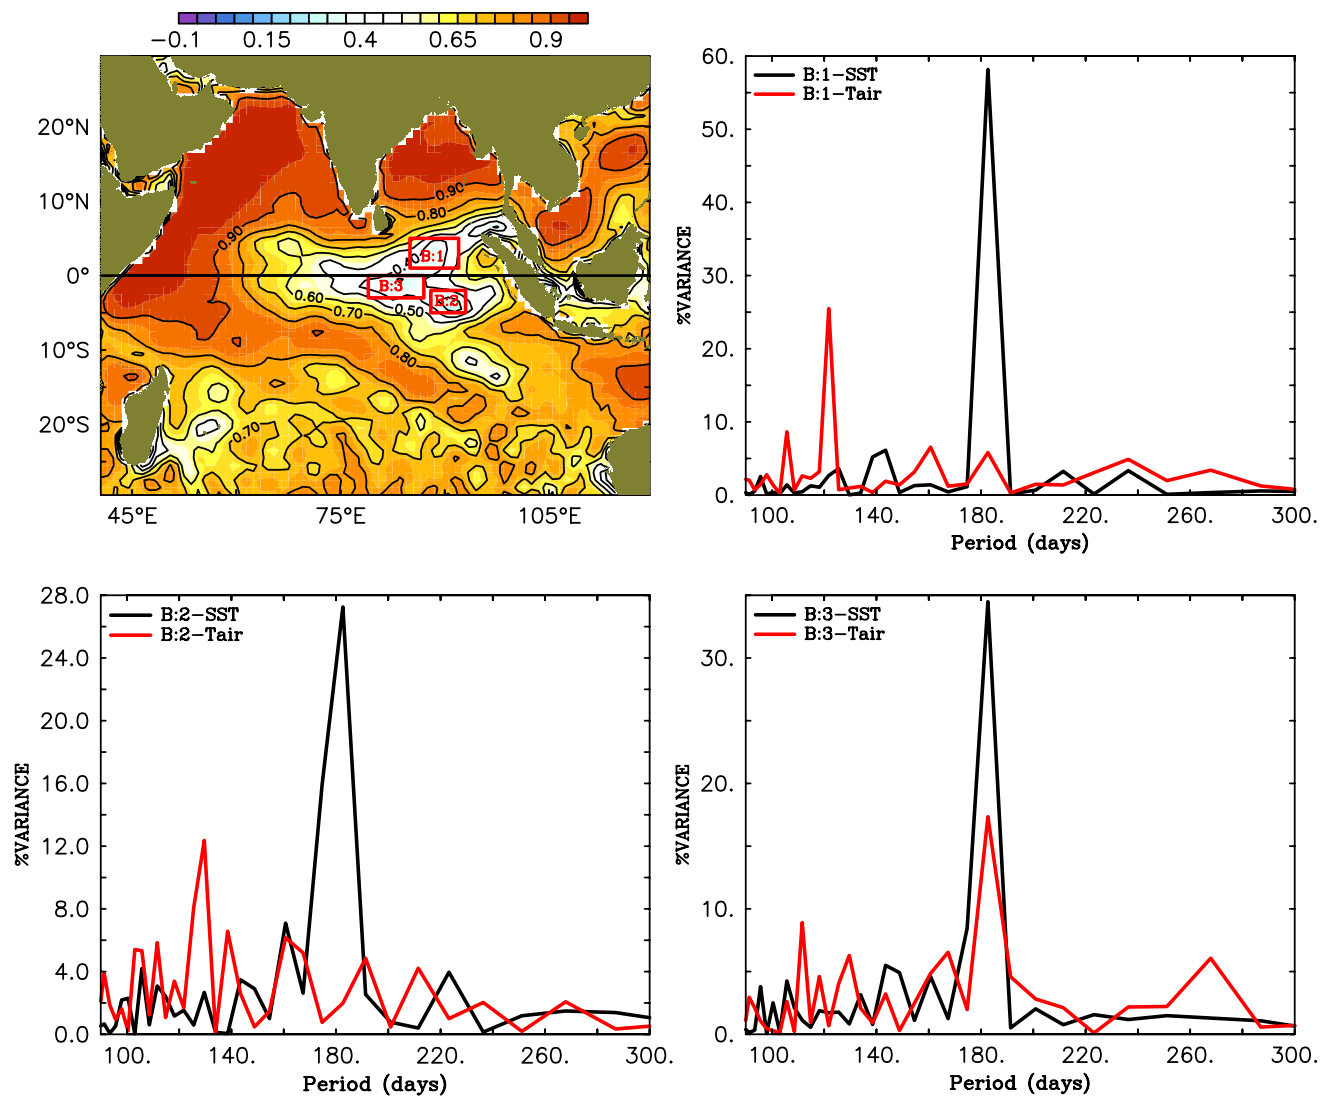 -0.1 0.15 0.4 0.65 0.9
20°N
10°N
0°
10°S
20°S
45°E 75°E 105°E
0.90
0.80
0.90
0.40
B:1
B:3
B:2
0.60
0.50
0.70
0.80
0.70
60.
50.
40.
30.
20.
10.
0.
%VARIANCE
B:1-SST
B:1-Tair
100. 140. 180. 220. 260. 300.
Period (days)
28.0
24.0
20.0
16.0
12.0
8.0
4.0
0.0
%VARIANCE
B:2-SST
B:2-Tair
100. 140. 180. 220. 260. 300.
Period (days)
30.
20.
10.
0.
%VARIANCE
B:3-SST
B:3-Tair
100. 140. 180. 220. 260. 300.
Period (days)